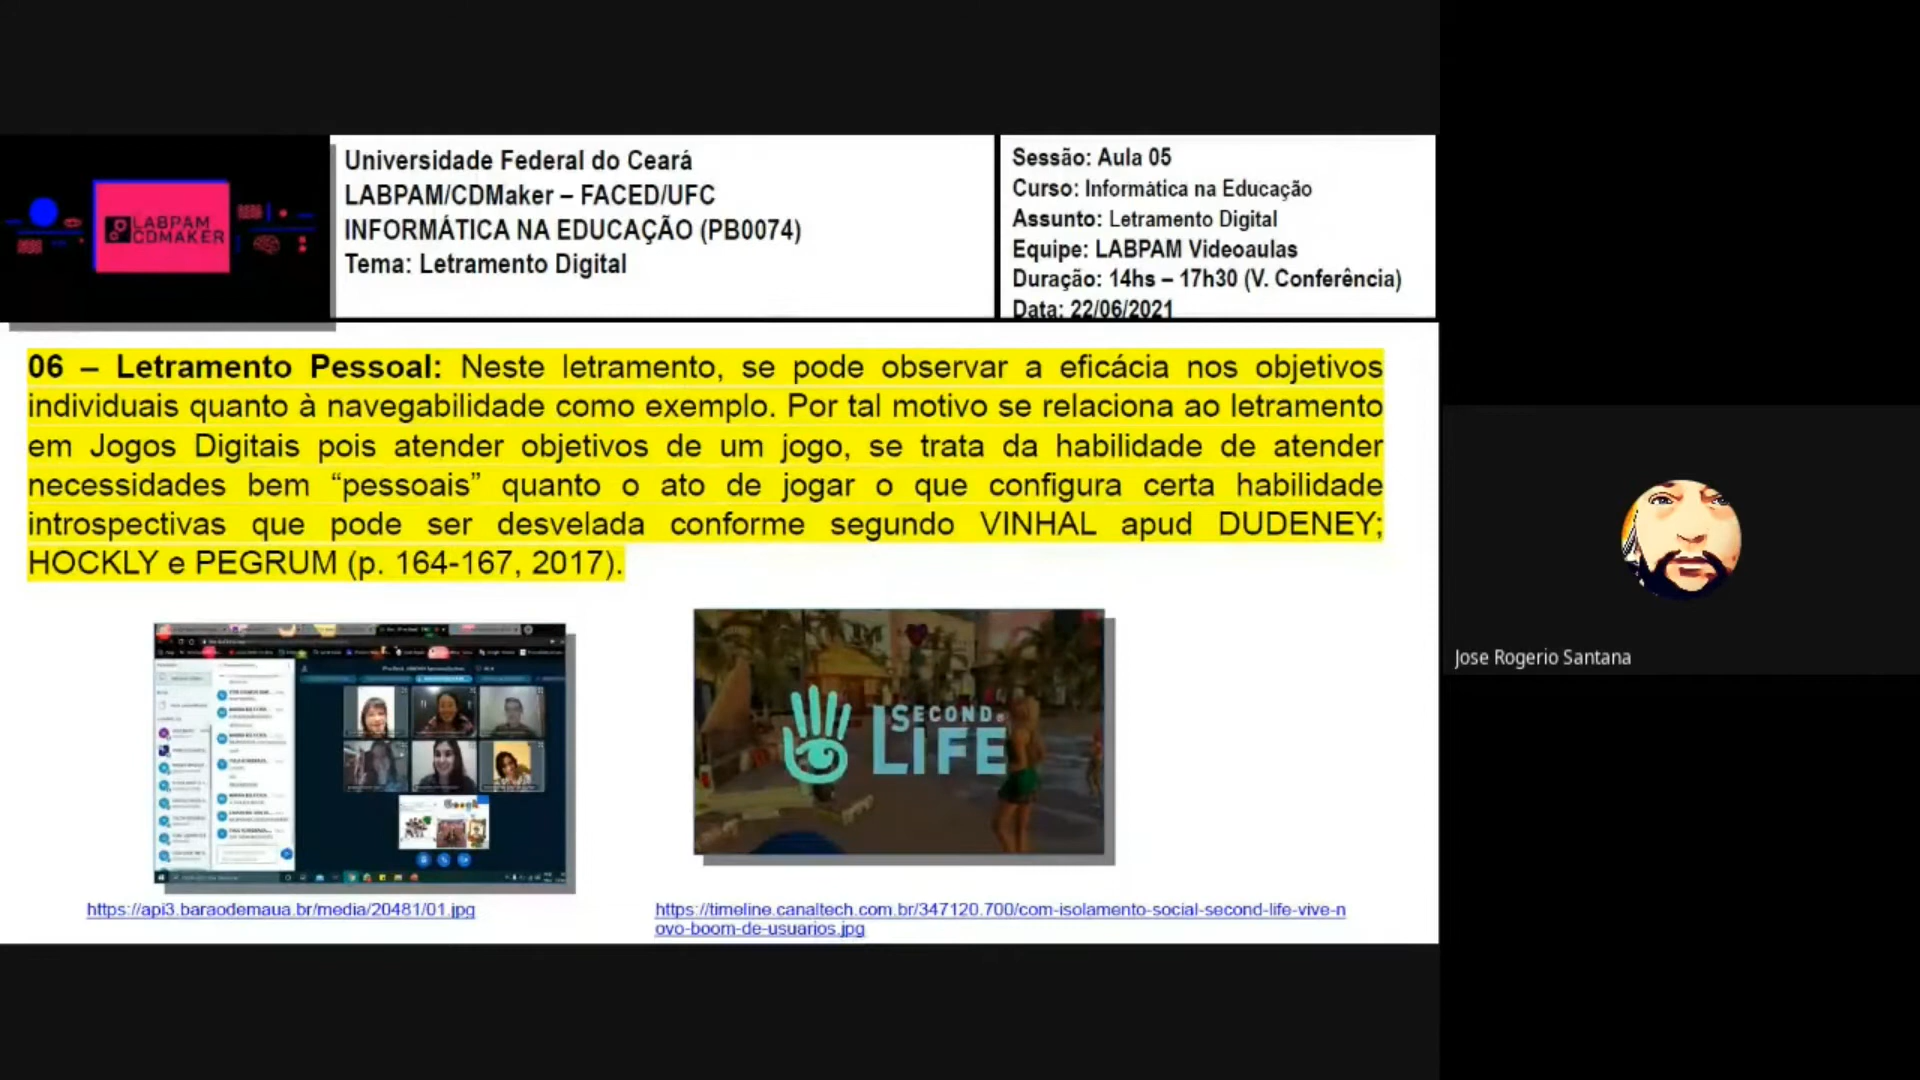 LABPAM
CDMAKER
Universidade Federal do Ceará
LABPAM/CDMaker – FACED/UFC
INFORMÁTICA NA EDUCAÇÃO (PB0074)
Tema: Letramento Digital
Sessão: Aula 05
Curso: Informática na Educação
Assunto: Letramento Digital
Equipe: LABPAM Videoaulas
Duração: 14hs – 17h30 (V. Conferência)
Data: 22/06/2021
06 – Letramento Pessoal: Neste letramento, se pode observar a eficácia nos objetivos
individuais quanto à navegabilidade como exemplo. Por tal motivo se relaciona ao letramento
em Jogos Digitais pois atender objetivos de um jogo, se trata da habilidade de atender
necessidades bem “pessoais” quanto o ato de jogar o que configura certa habilidade
introspectivas que pode ser desvelada conforme segundo VINHAL apud DUDENEY;
HOCKLY e PEGRUM (p. 164-167, 2017).
SECOND
LIFE
https://api3.baraodemaua.br/media/20481/01.jpg
https://timeline.canaltech.com.br/347120.700/com-isolamento-social-second-life-vive-n
ovo-boom-de-usuarios.jpg
Jose Rogerio Santana